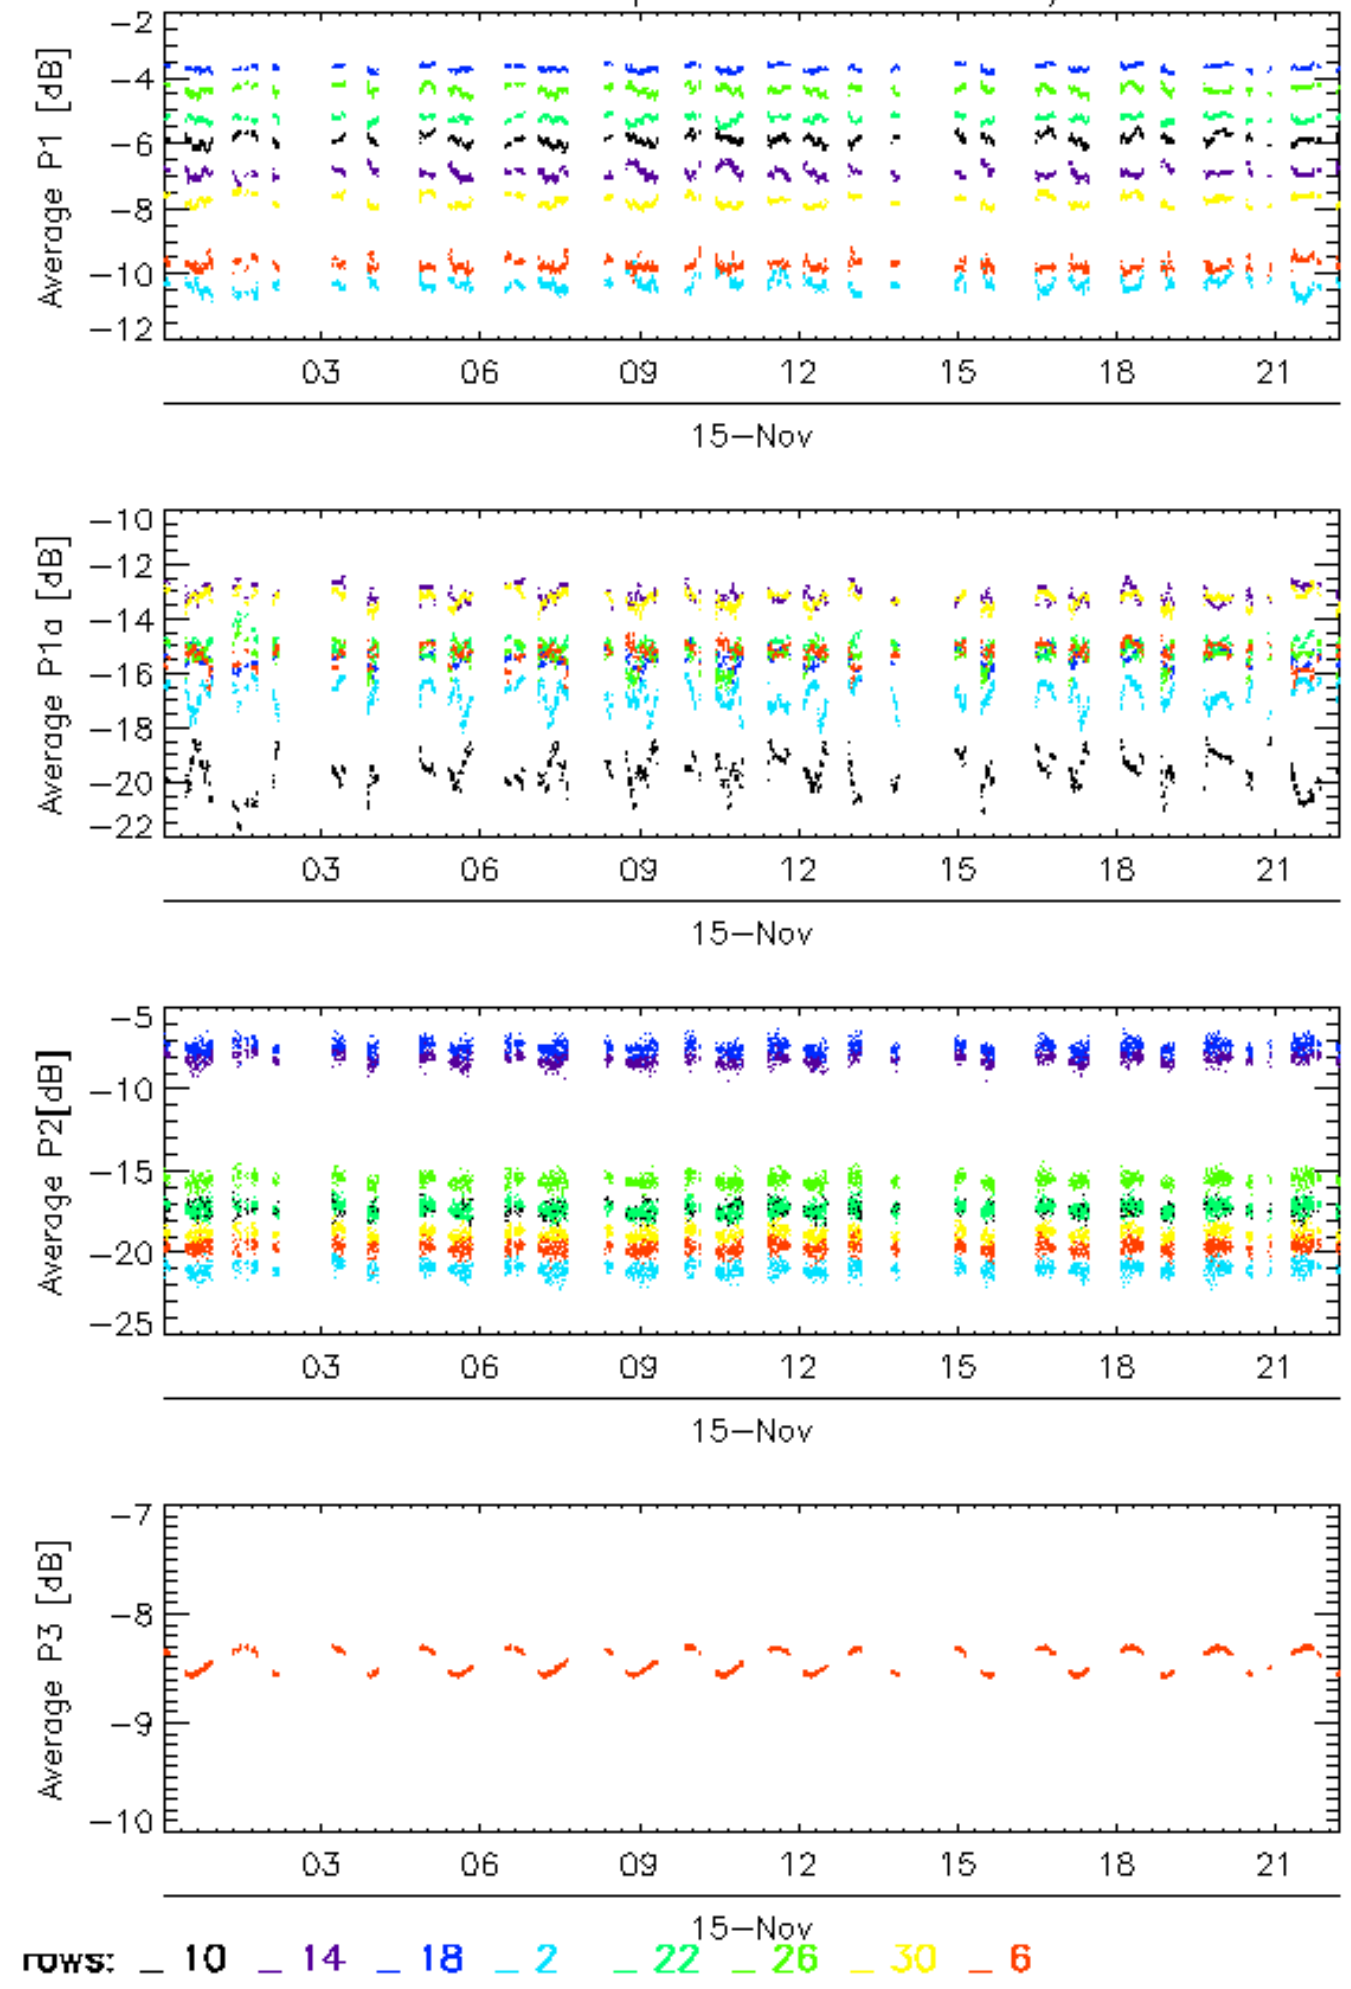 Average P1 [dB]
−2
−4
−6
−8
−10
−12
03 06 09 12 15 18 21
15−Nov
Average P1a [dB]
−10
−12
−14
−16
−18
−20
−22
03 06 09 12 15 18 21
15−Nov
Average P2[dB]
−5
−10
−15
−20
−25
03 06 09 12 15 18 21
15−Nov
Average P3 [dB]
−7
−8
−9
−10
03 06 09 12 15 18 21
15−Nov
rows: _ 10 _ 14 _ 18 _ 2 _ 22 _ 26 _ 30 _ 6